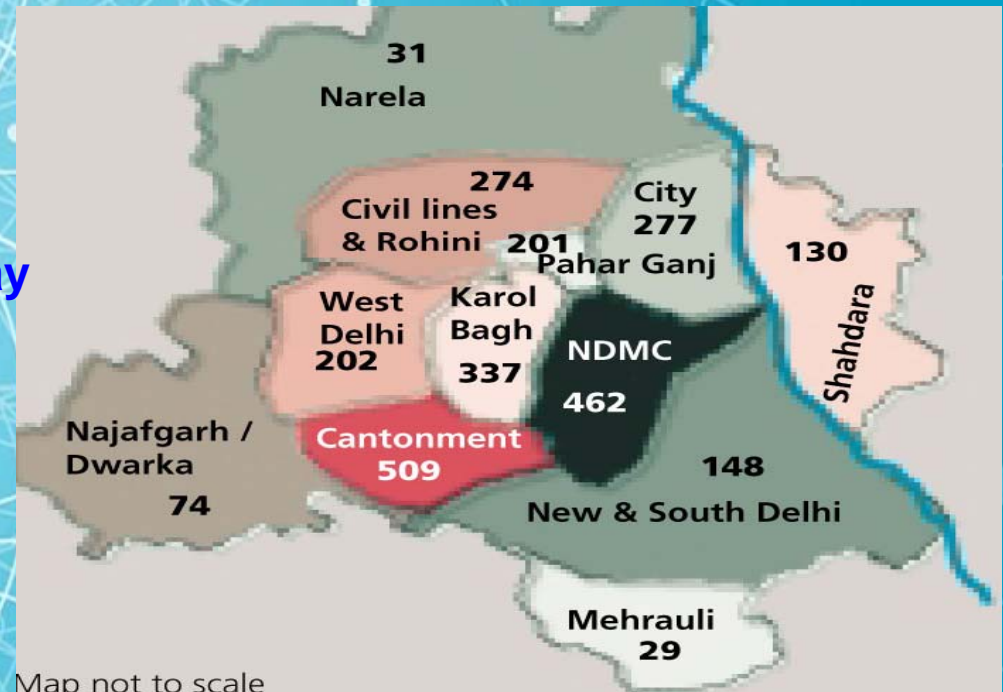 31
Narela
274
Civil lines
& Rohini
201
Pahar Ganj
City
277
130
Shahdara
West
Delhi
202
Karol
Bagh
337
NDMC
462
Najafgarh /
Dwarka
74
Cantonment
509
148
New & South Delhi
Mehrauli
29
Map not to scale